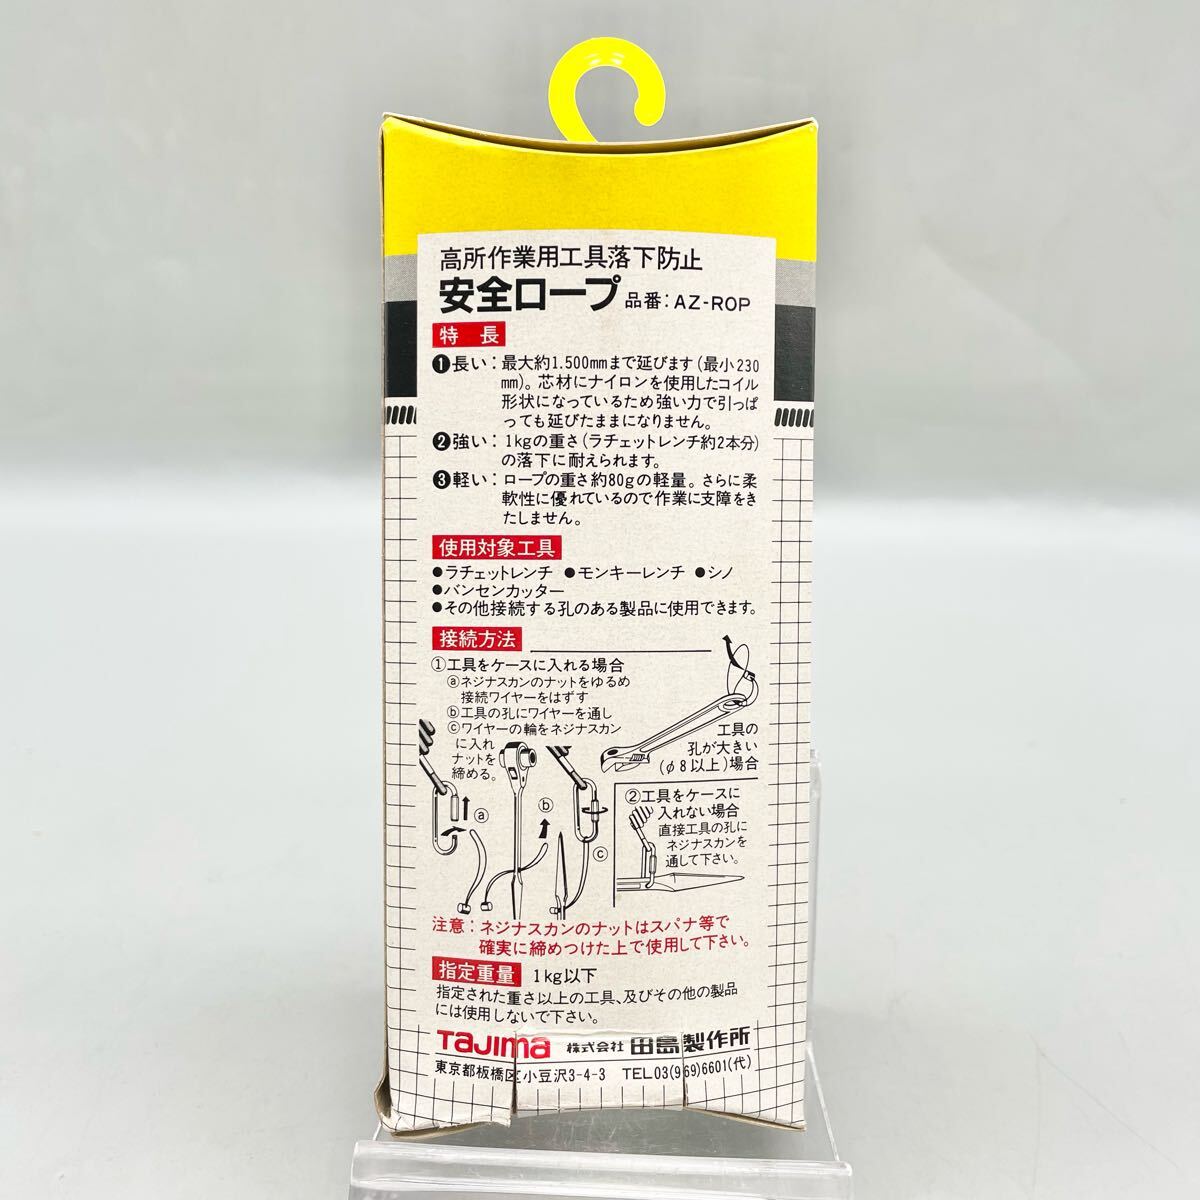 高所作業用工具落下防止
安全ロープ 品番：AZ-ROP
特長
❶長い：最大約1.500mmまで延びます（最小230
mm）。芯材にナイロンを使用したコイル
形状になっているため強い力で引っぱ
っても延びたままになりません。
❷強い：1kgの重さ（ラチェットレンチ約2本分）
の落下に耐えられます。
❸軽い：ロープの重さ約80gの軽量。さらに柔
軟性に優れているので作業に支障をき
たしません。
使用対象工具
●ラチェットレンチ ●モンキーレンチ ●シノ
●バンセンカッター
●その他接続する孔のある製品に使用できます。
接続方法
①工具をケースに入れる場合
ⓐネジナスカンのナットをゆるめ
接続ワイヤーをはずす
ⓑ工具の孔にワイヤーを通し
ⓒワイヤーの輪をネジナスカン
に入れ
ナットを
締める。
工具の
孔が大きい
（φ8以上）場合
ⓐ
ⓑ
ⓒ
②工具をケースに
入れない場合
直接工具の孔に
ネジナスカンを
通して下さい。
注意：ネジナスカンのナットはスパナ等で
確実に締めつけた上で使用して下さい。
指定重量 1kg以下
指定された重さ以上の工具、及びその他の製品
には使用しないで下さい。
TaJIma 株式会社 田島製作所
東京都板橋区小豆沢3-4-3 TEL.03(969)6601(代)